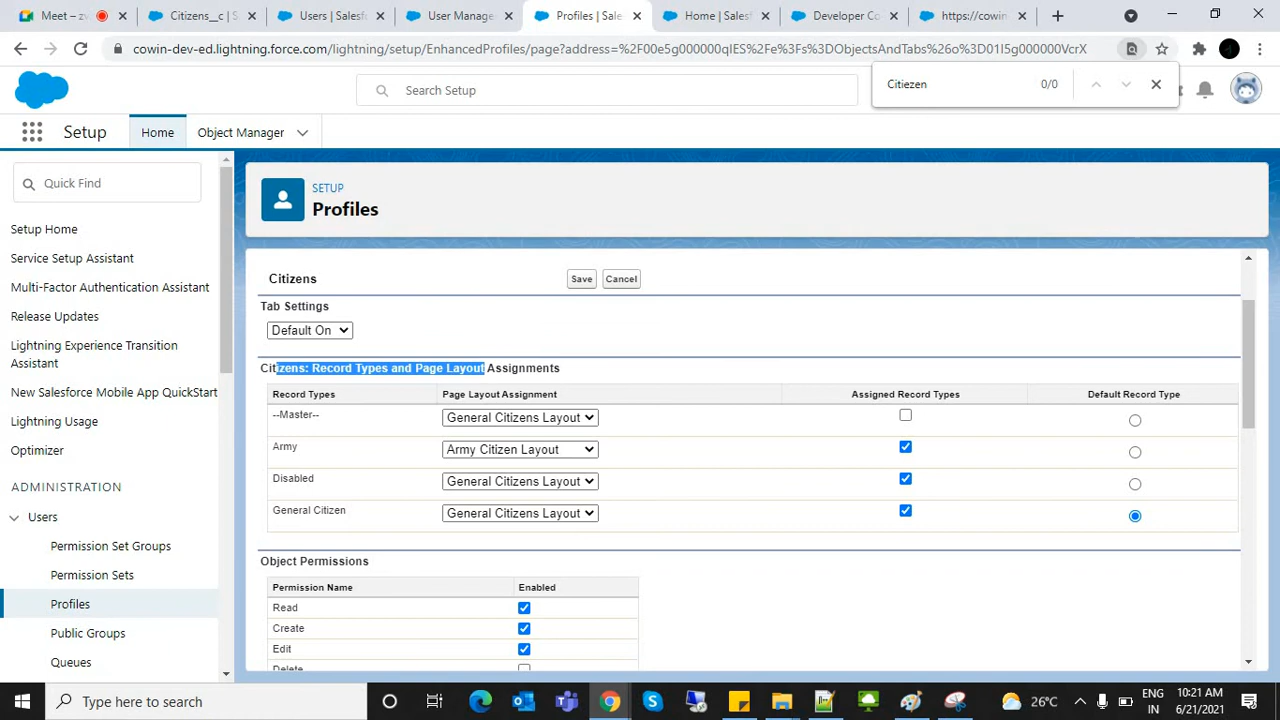 Meet – zv
Citizens__c | S
Users | Salesf
User Manage
Profiles | Sale
Home | Salesf
Developer Co
https://cowin
cowin-dev-ed.lightning.force.com/lightning/setup/EnhancedProfiles/page?address=%2F00e5g000000qIES%2Fe%3Fs%3DObjectsAndTabs%26o%3D01I5g000000VcrX
Citiezen 0/0
Search Setup
Setup
Home
Object Manager
Quick Find
Setup Home
Service Setup Assistant
Multi-Factor Authentication Assistant
Release Updates
Lightning Experience Transition
Assistant
New Salesforce Mobile App QuickStart
Lightning Usage
Optimizer
ADMINISTRATION
Users
Permission Set Groups
Permission Sets
Profiles
Public Groups
Queues
SETUP
Profiles
Citizens
Save Cancel
Tab Settings
Default On
Citizens: Record Types and Page Layout Assignments
Record Types Page Layout Assignment Assigned Record Types Default Record Type
--Master-- General Citizens Layout
Army Army Citizen Layout
Disabled General Citizens Layout
General Citizen General Citizens Layout
Object Permissions
Permission Name Enabled
Read
Create
Edit
Delete
Type here to search
26°C
ENG
IN
10:21 AM
6/21/2021